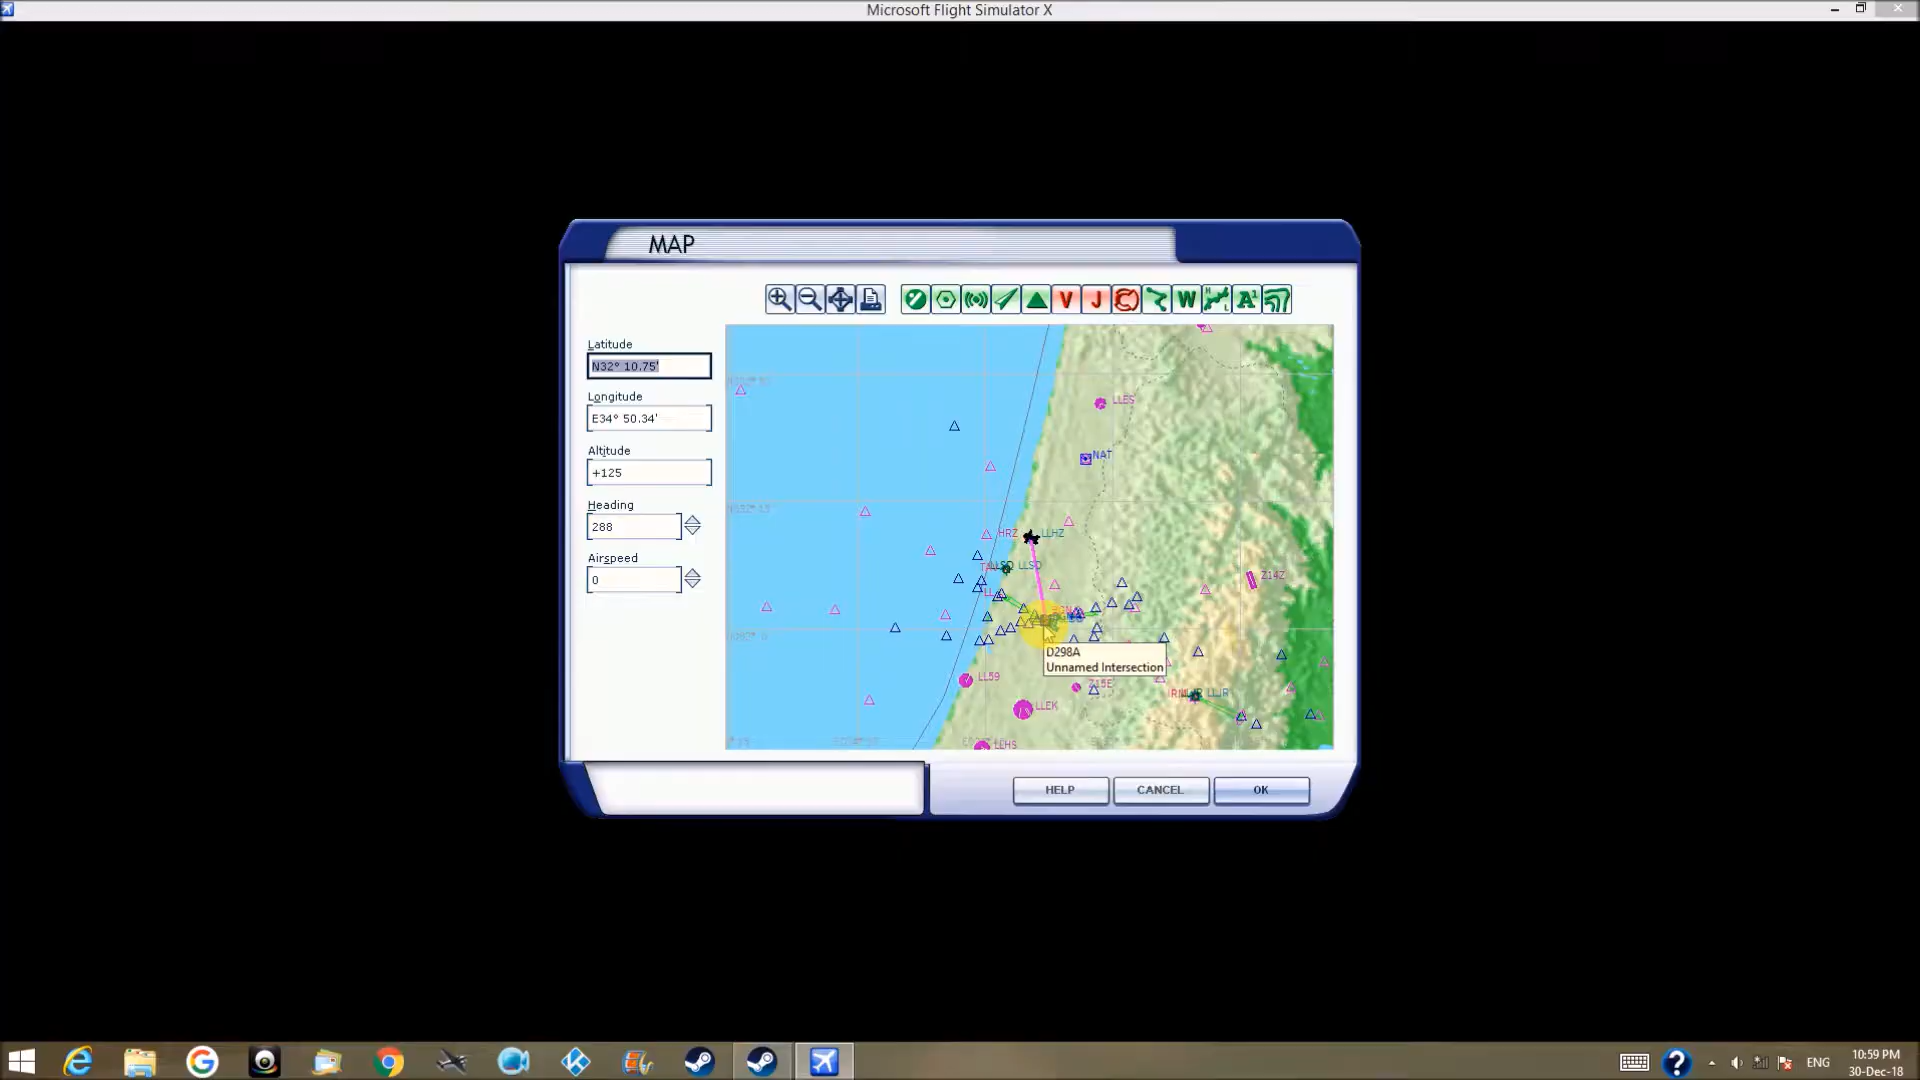 Microsoft Flight Simulator X
MAP
V J W A
Latitude
N32° 10.75'
Longitude
E34° 50.34'
Altitude
+125
Heading
288
Airspeed
0
LLES
NAT
HRZ LLHZ
LLSD
Z14Z
D298A
Unnamed Intersection
LL59
Z15E
LLEK
LLJR
LLHS
HELP
CANCEL
OK
ENG
10:59 PM
30-Dec-18